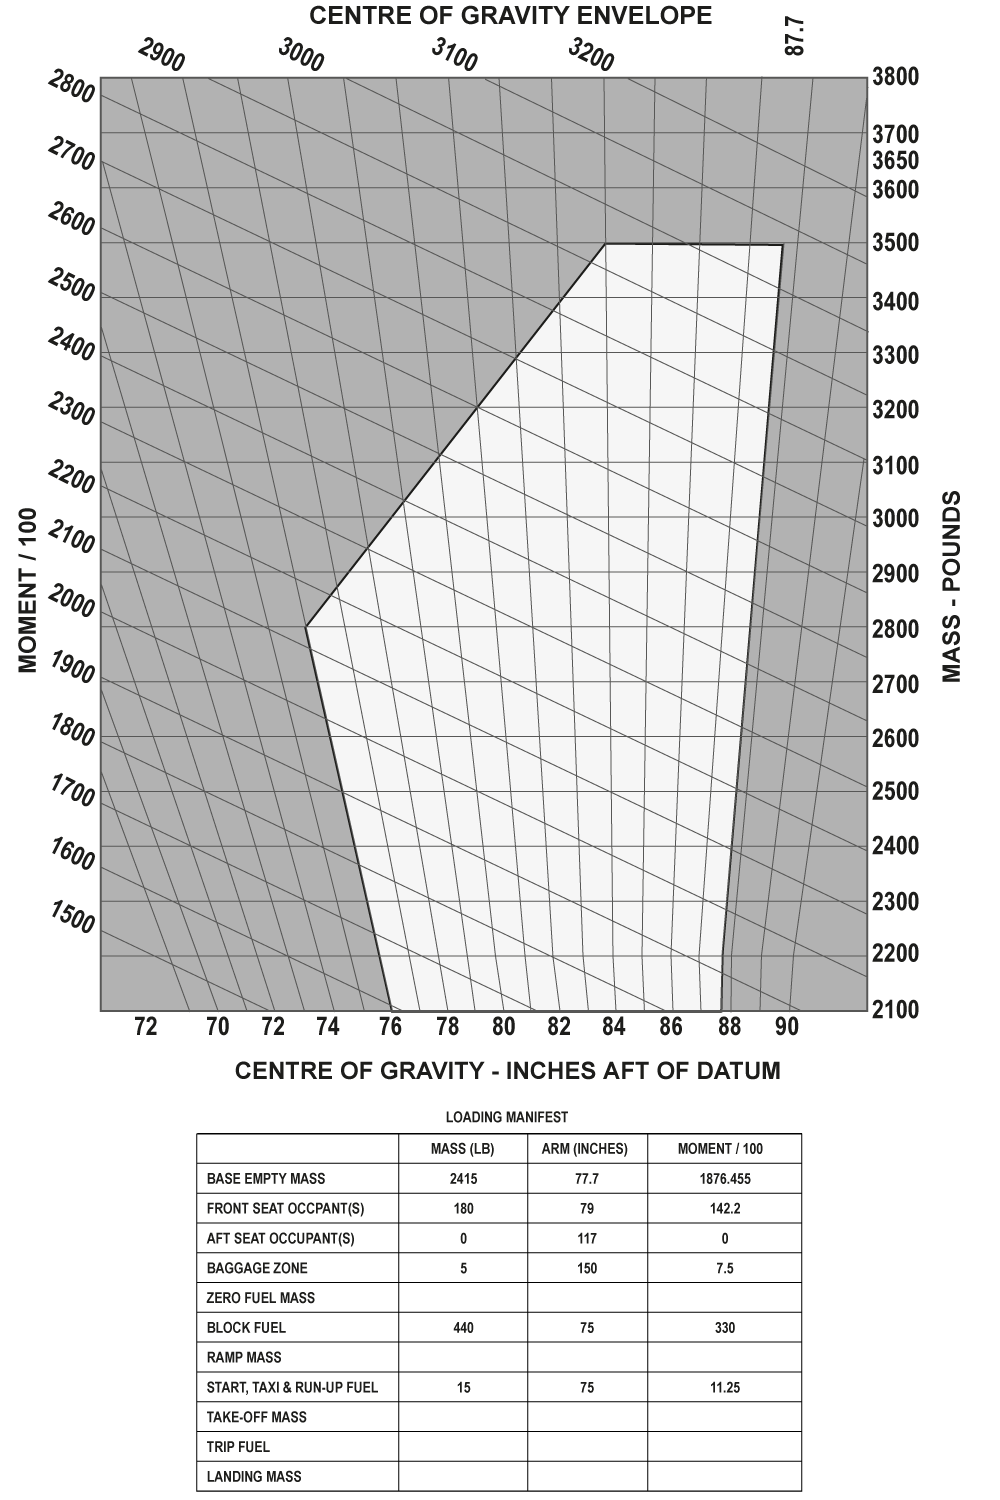 CENTRE OF GRAVITY ENVELOPE
2900 3000 3100 3200 87.7
2800 3800
2700 3700
3650
2600 3600
2500 3500
2400 3400
2300 3300
2200 3200
2100 3100
2000 3000
1900 2900
1800 2800
1700 2700
1600 2600
1500 2500
2400
2300
2200
2100
MOMENT / 100
MASS - POUNDS
72 70 72 74 76 78 80 82 84 86 88 90
CENTRE OF GRAVITY - INCHES AFT OF DATUM
LOADING MANIFEST
MASS (LB) ARM (INCHES) MOMENT / 100
BASE EMPTY MASS 2415 77.7 1876.455
FRONT SEAT OCCPANT(S) 180 79 142.2
AFT SEAT OCCUPANT(S) 0 117 0
BAGGAGE ZONE 5 150 7.5
ZERO FUEL MASS
BLOCK FUEL 440 75 330
RAMP MASS
START, TAXI & RUN-UP FUEL 15 75 11.25
TAKE-OFF MASS
TRIP FUEL
LANDING MASS